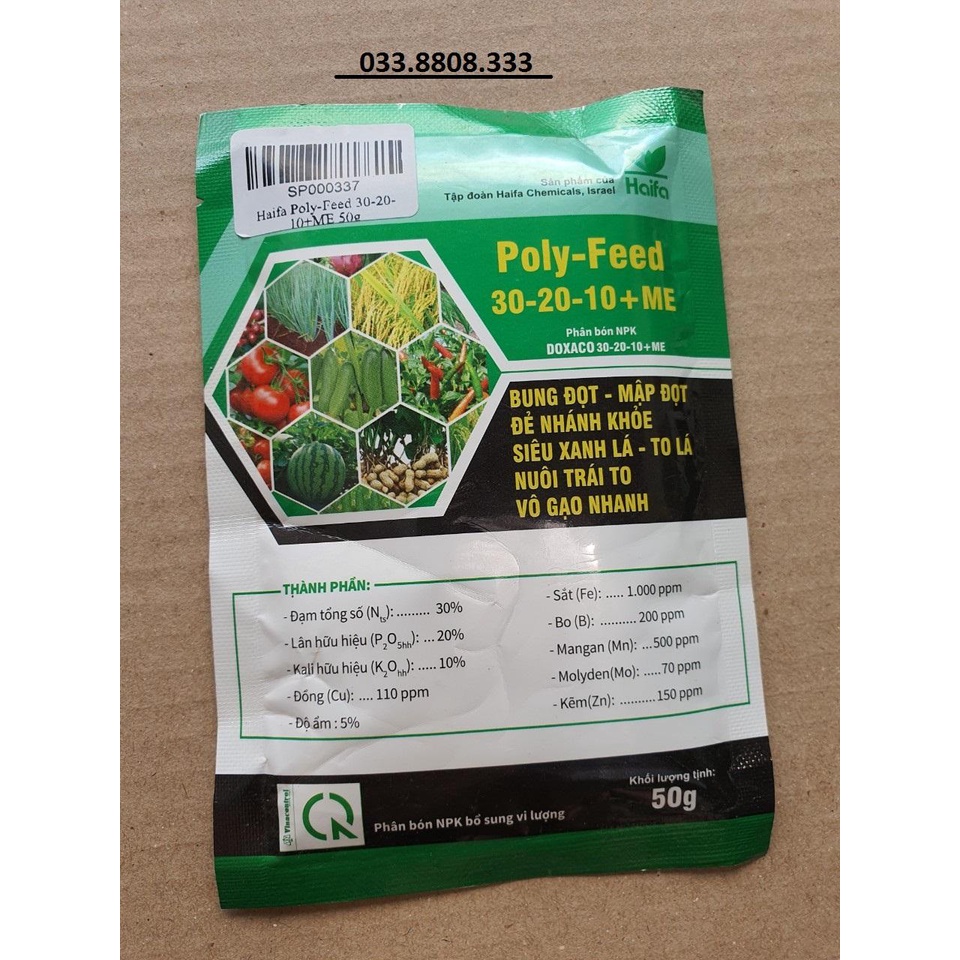 033.8808.333
SP000337
Haifa Poly-Feed 30-20-
10+ME 50g
Sản phẩm của
Tập đoàn Haifa Chemicals, Israel
Haifa
Poly-Feed
30-20-10+ME
Phân bón NPK
DOXACO 30-20-10+ME
BUNG ĐỌT - MẬP ĐỌT
ĐẺ NHÁNH KHỎE
SIÊU XANH LÁ - TO LÁ
NUÔI TRÁI TO
VÔ GẠO NHANH
THÀNH PHẦN:
- Đạm tổng số (Nts): ......... 30%
- Lân hữu hiệu (P2O5hh): ... 20%
- Kali hữu hiệu (K2Ohh): ..... 10%
- Đồng (Cu): .... 110 ppm
- Độ ẩm : 5%
- Sắt (Fe): ..... 1.000 ppm
- Bo (B): .......... 200 ppm
- Mangan (Mn): ...500 ppm
- Molyden(Mo): .....70 ppm
- Kẽm(Zn): .......... 150 ppm
Vinacontrol
Phân bón NPK bổ sung vi lượng
Khối lượng tịnh:
50g